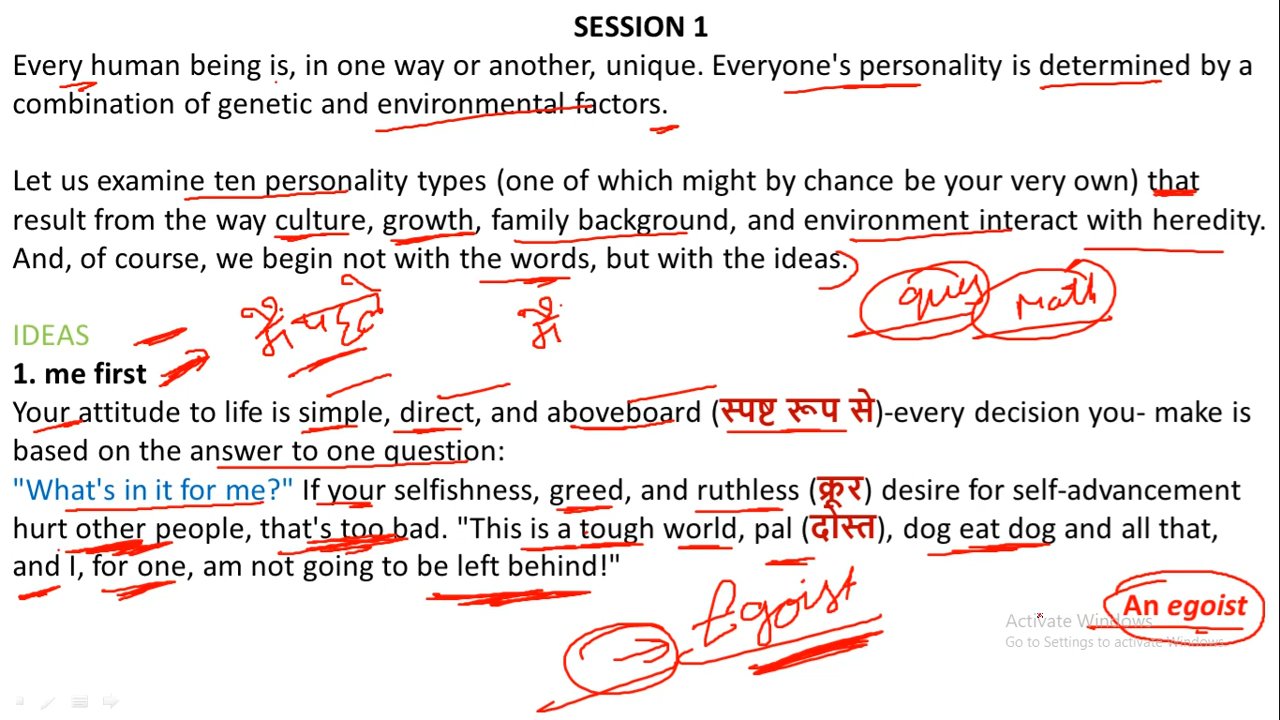 SESSION 1
Every human being is, in one way or another, unique. Everyone's personality is determined by a
combination of genetic and environmental factors.
Let us examine ten personality types (one of which might by chance be your very own) that
result from the way culture, growth, family background, and environment interact with heredity.
And, of course, we begin not with the words, but with the ideas.
ques Math
IDEAS
1. me first
Your attitude to life is simple, direct, and aboveboard (स्पष्ट रूप से)-every decision you- make is
based on the answer to one question:
"What's in it for me?" If your selfishness, greed, and ruthless (क्रूर) desire for self-advancement
hurt other people, that's too bad. "This is a tough world, pal (दोस्त), dog eat dog and all that,
and I, for one, am not going to be left behind!"
Egoist
An egoist
Activate Windows
Go to Settings to activate Windows.